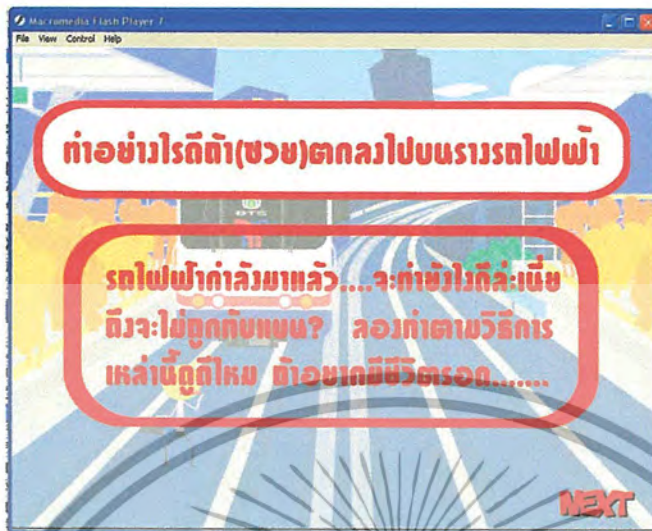 Macromedia Flash Player 7
File View Control Help
ทำอย่างไรดีถ้า(ซวย)ตกลงไปบนรางรถไฟฟ้า
BTS
รถไฟฟ้ากำลังมาแล้ว....จะทำยังไงดีล่ะเนี่ย
ถึงจะไม่ถูกทับแบน? ลองทำตามวิธีการ
เหล่านี้ดูดีไหม ถ้าอยากมีชีวิตรอด.......
NEXT